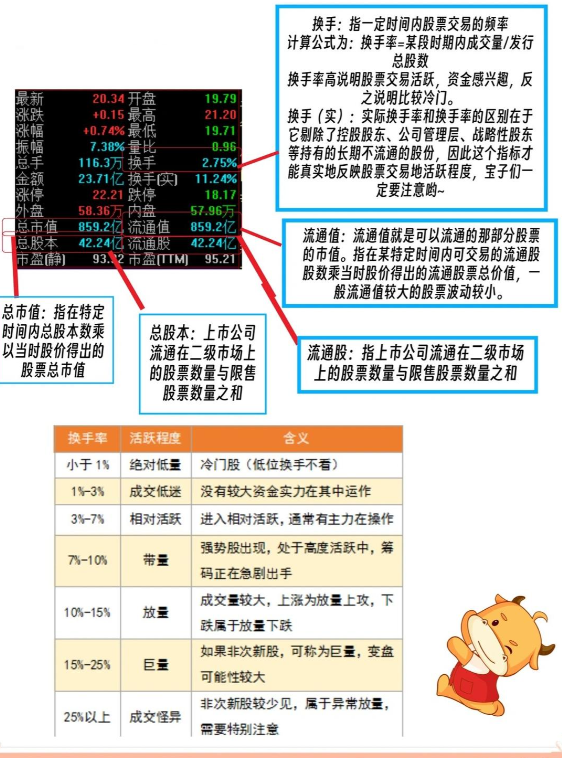 换手：指一定时间内股票交易的频率
计算公式为：换手率=某段时期内成交量/发行
总股数
换手率高说明股票交易活跃，资金感兴趣，反
之说明比较冷门。
换手（实）：实际换手率和换手率的区别在于
它剔除了控股股东、公司管理层、战略性股东
等持有的长期不流通的股份，因此这个指标才
能真实地反映股票交易地活跃程度，宝子们一
定要注意哟~
最新 20.34 开盘 19.79
涨跌 +0.15 最高 21.20
涨幅 +0.74% 最低 19.71
振幅 7.38% 量比 0.96
总手 116.3万 换手 2.75%
金额 23.71亿 换手(实) 11.24%
涨停 22.21 跌停 18.17
外盘 58.36万 内盘 57.96万
总市值 859.2亿 流通值 859.2亿
总股本 42.24亿 流通股 42.24亿
市盈(静) 93.32 市盈(TTM) 95.21
流通值：流通值就是可以流通的那部分股票
的市值。指在某特定时间内可交易的流通股
股数乘当时股价得出的流通股票总价值，一
般流通值较大的股票波动较小。
总市值：指在特定
时间内总股本数乘
以当时股价得出的
股票总市值
总股本：上市公司
流通在二级市场上
的股票数量与限售
股票数量之和
流通股：指上市公司流通在二级市场
上的股票数量与限售股票数量之和
换手率 活跃程度 含义
小于1% 绝对低量 冷门股（低位换手不看）
1%-3% 成交低迷 没有较大资金实力在其中运作
3%-7% 相对活跃 进入相对活跃，通常有主力在操作
7%-10% 带量 强势股出现，处于高度活跃中，筹
码正在急剧出手
10%-15% 放量 成交量较大，上涨为放量上攻，下
跌属于放量下跌
15%-25% 巨量 如果非次新股，可称为巨量，变盘
可能性较大
25%以上 成交怪异 非次新股较少见，属于异常放量，
需要特别注意